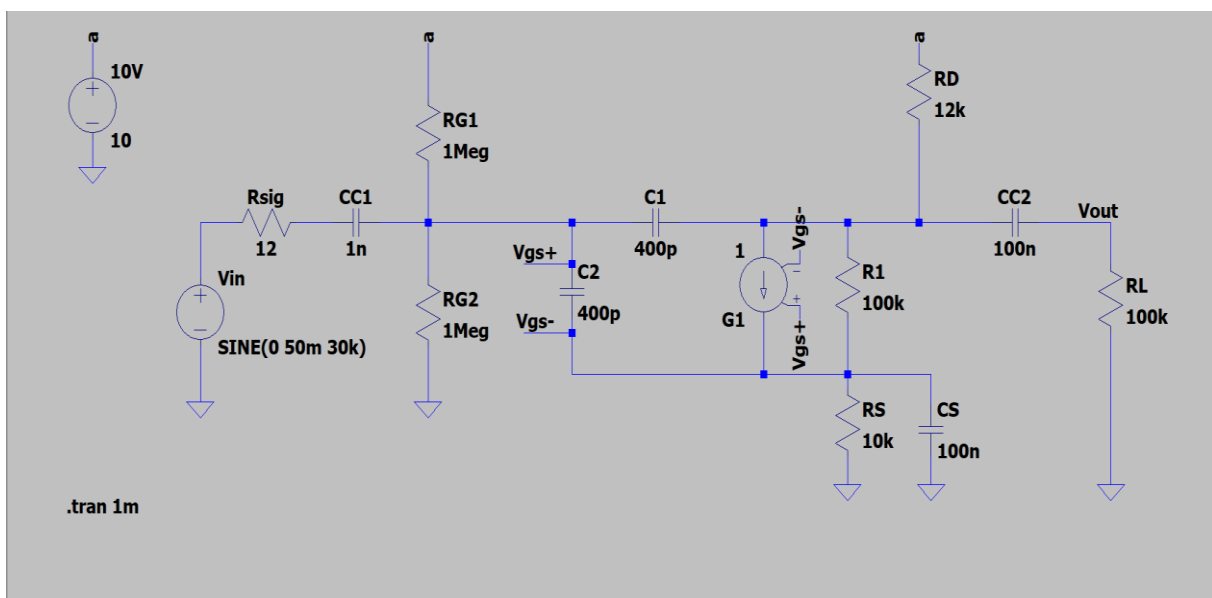 a
10V
10
a
RG1
1Meg
a
RD
12k
Rsig
12
CC1
1n
C1
400p
CC2
100n
Vout
Vin
SINE(0 50m 30k)
RG2
1Meg
Vgs+
C2
400p
Vgs-
1
G1
Vgs-
Vgs+
R1
100k
RL
100k
RS
10k
CS
100n
.tran 1m